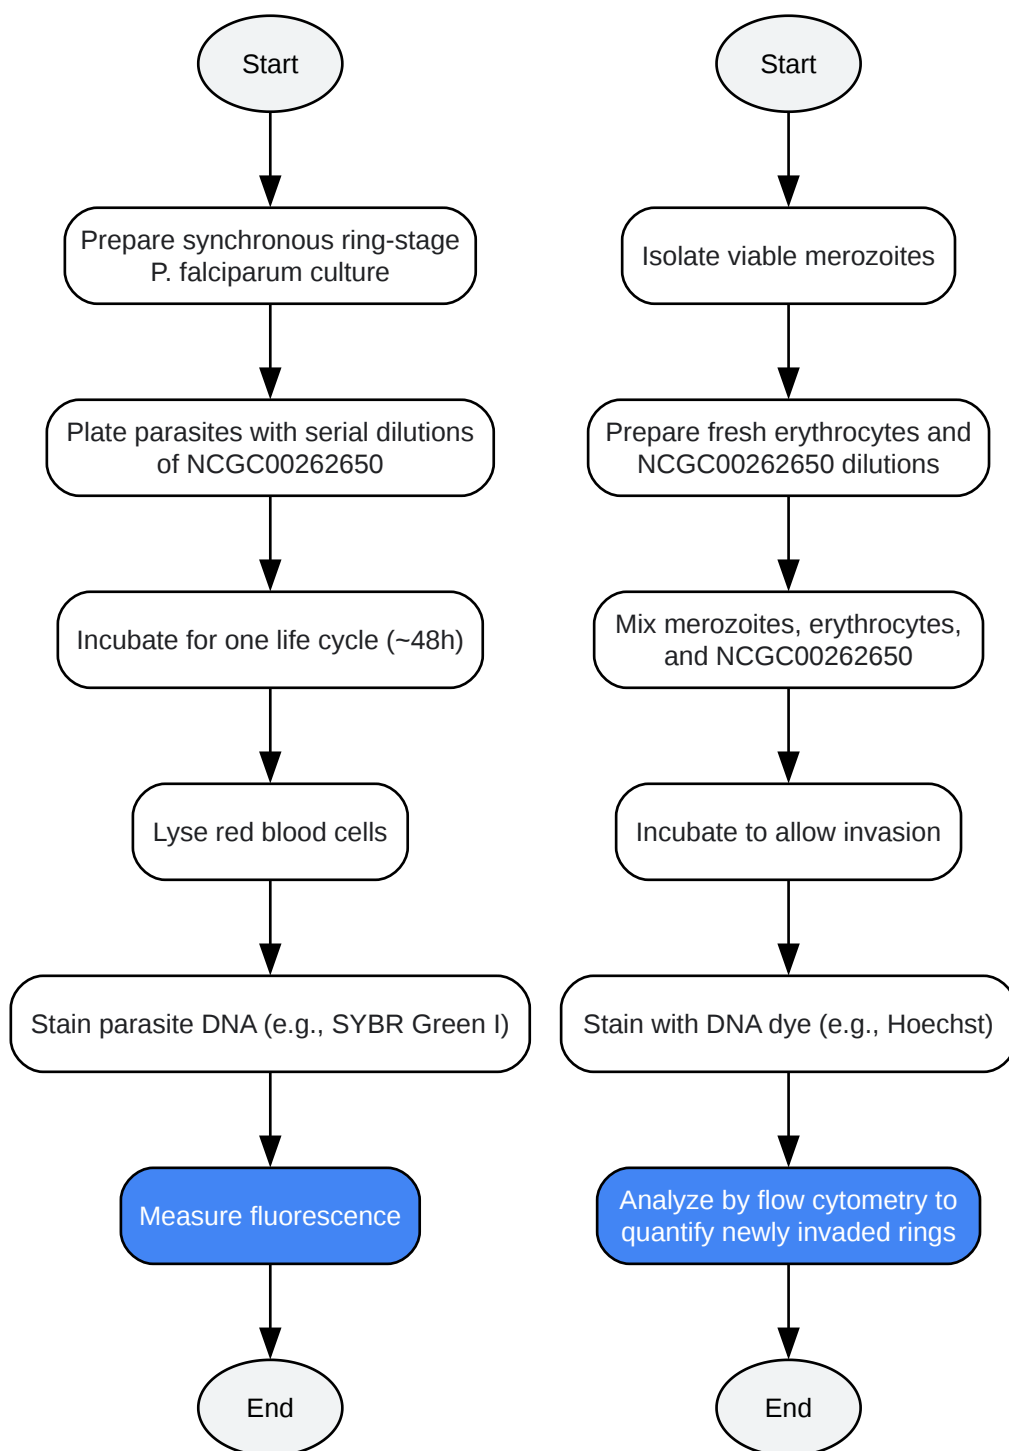 Start
Prepare synchronous ring-stage
P. falciparum culture
Plate parasites with serial dilutions
of NCGC00262650
Incubate for one life cycle (~48h)
Lyse red blood cells
Stain parasite DNA (e.g., SYBR Green I)
Measure fluorescence
End
Start
Isolate viable merozoites
Prepare fresh erythrocytes and
NCGC00262650 dilutions
Mix merozoites, erythrocytes,
and NCGC00262650
Incubate to allow invasion
Stain with DNA dye (e.g., Hoechst)
Analyze by flow cytometry to
quantify newly invaded rings
End